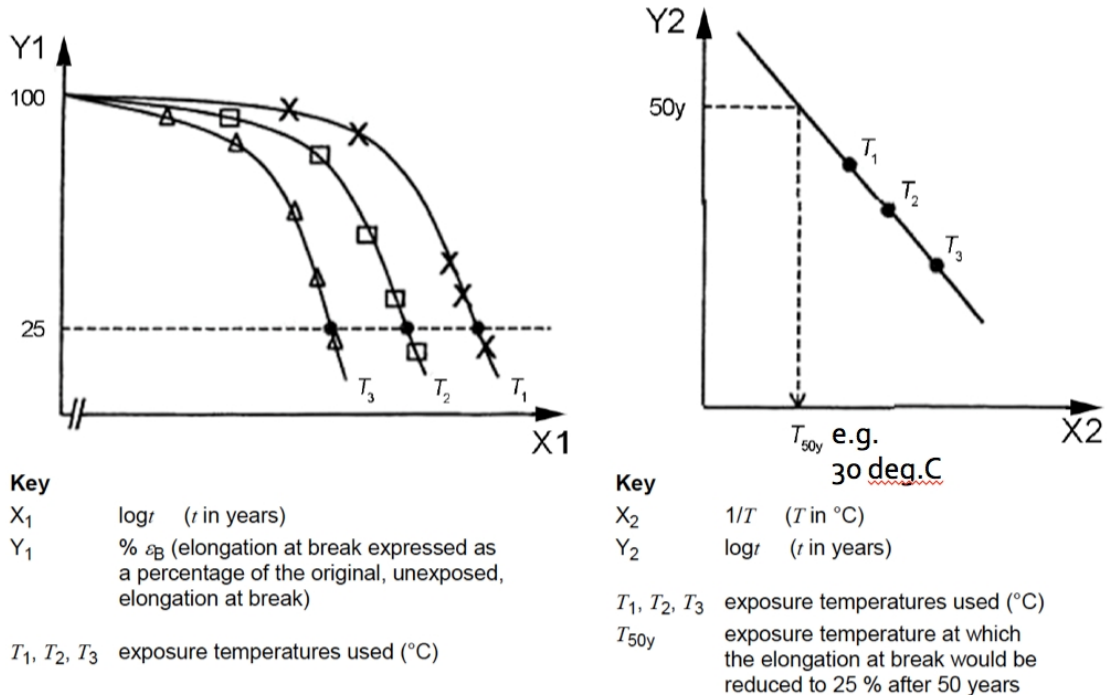 Y1
100
25
T3
T2
T1
X1
Key
X1 logt (t in years)
Y1 % εB (elongation at break expressed as
a percentage of the original, unexposed,
elongation at break)
T1, T2, T3 exposure temperatures used (°C)
Y2
50y
T1
T2
T3
T50y e.g.
30 deg.C
X2
Key
X2 1/T (T in °C)
Y2 logt (t in years)
T1, T2, T3 exposure temperatures used (°C)
T50y exposure temperature at which
the elongation at break would be
reduced to 25 % after 50 years